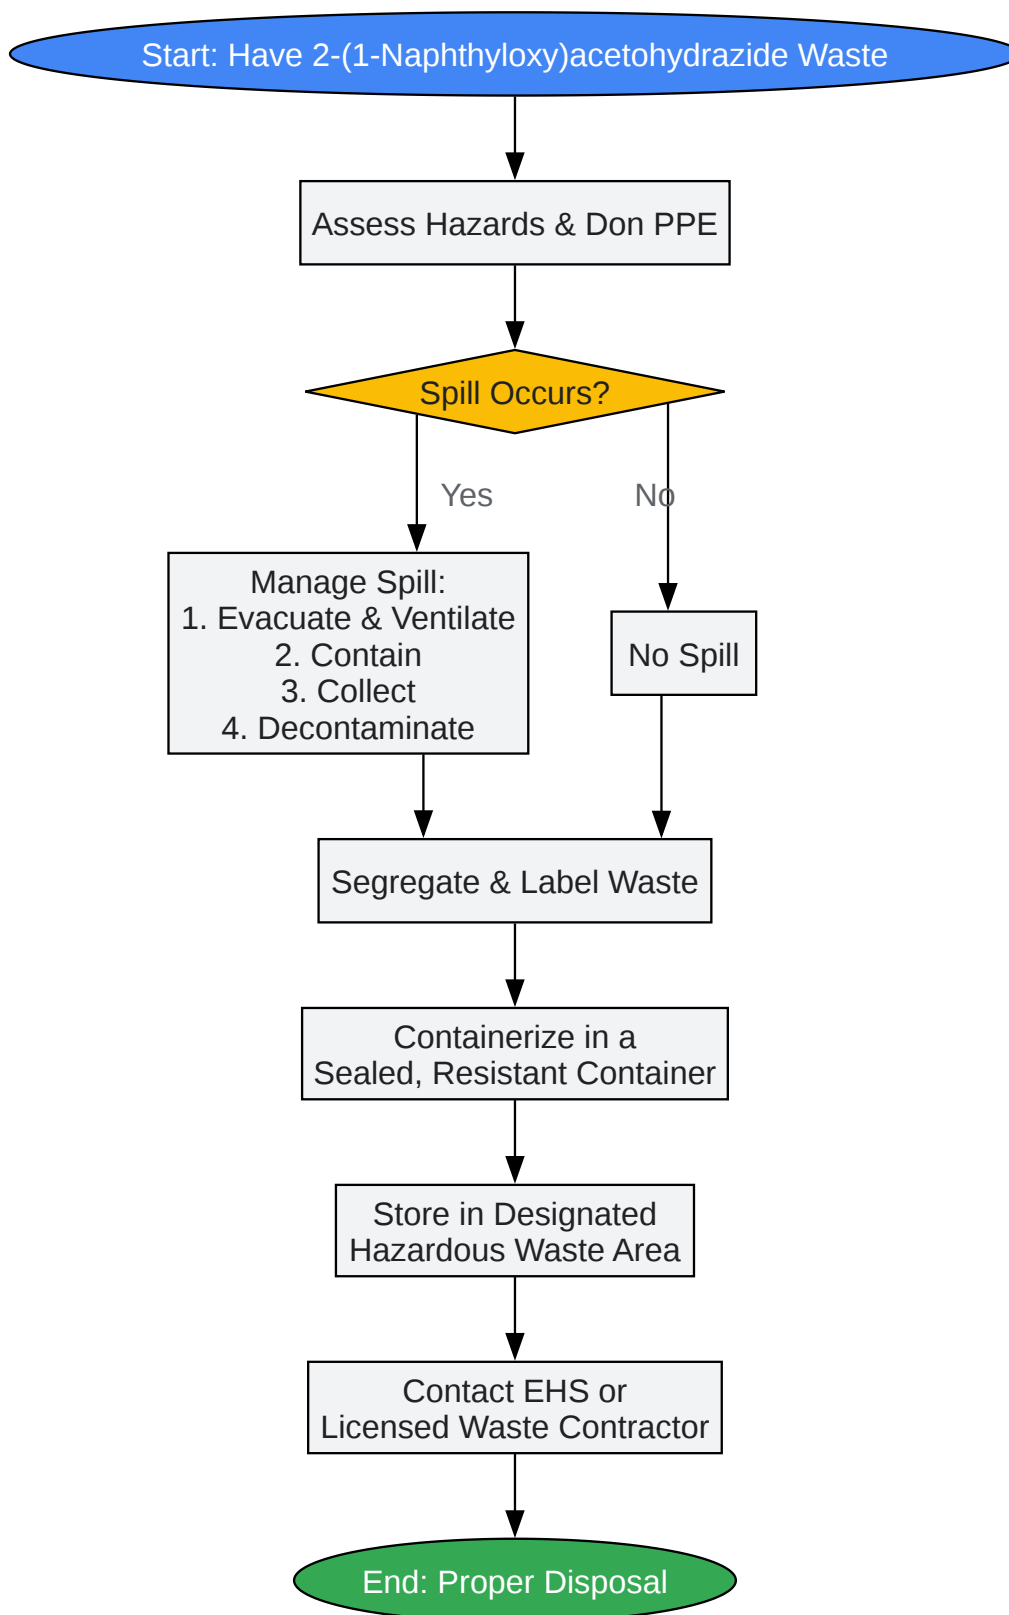 Start: Have 2-(1-Naphthyloxy)acetohydrazide Waste
Assess Hazards & Don PPE
Spill Occurs?
Yes
No
Manage Spill:
1. Evacuate & Ventilate
2. Contain
3. Collect
4. Decontaminate
No Spill
Segregate & Label Waste
Containerize in a
Sealed, Resistant Container
Store in Designated
Hazardous Waste Area
Contact EHS or
Licensed Waste Contractor
End: Proper Disposal